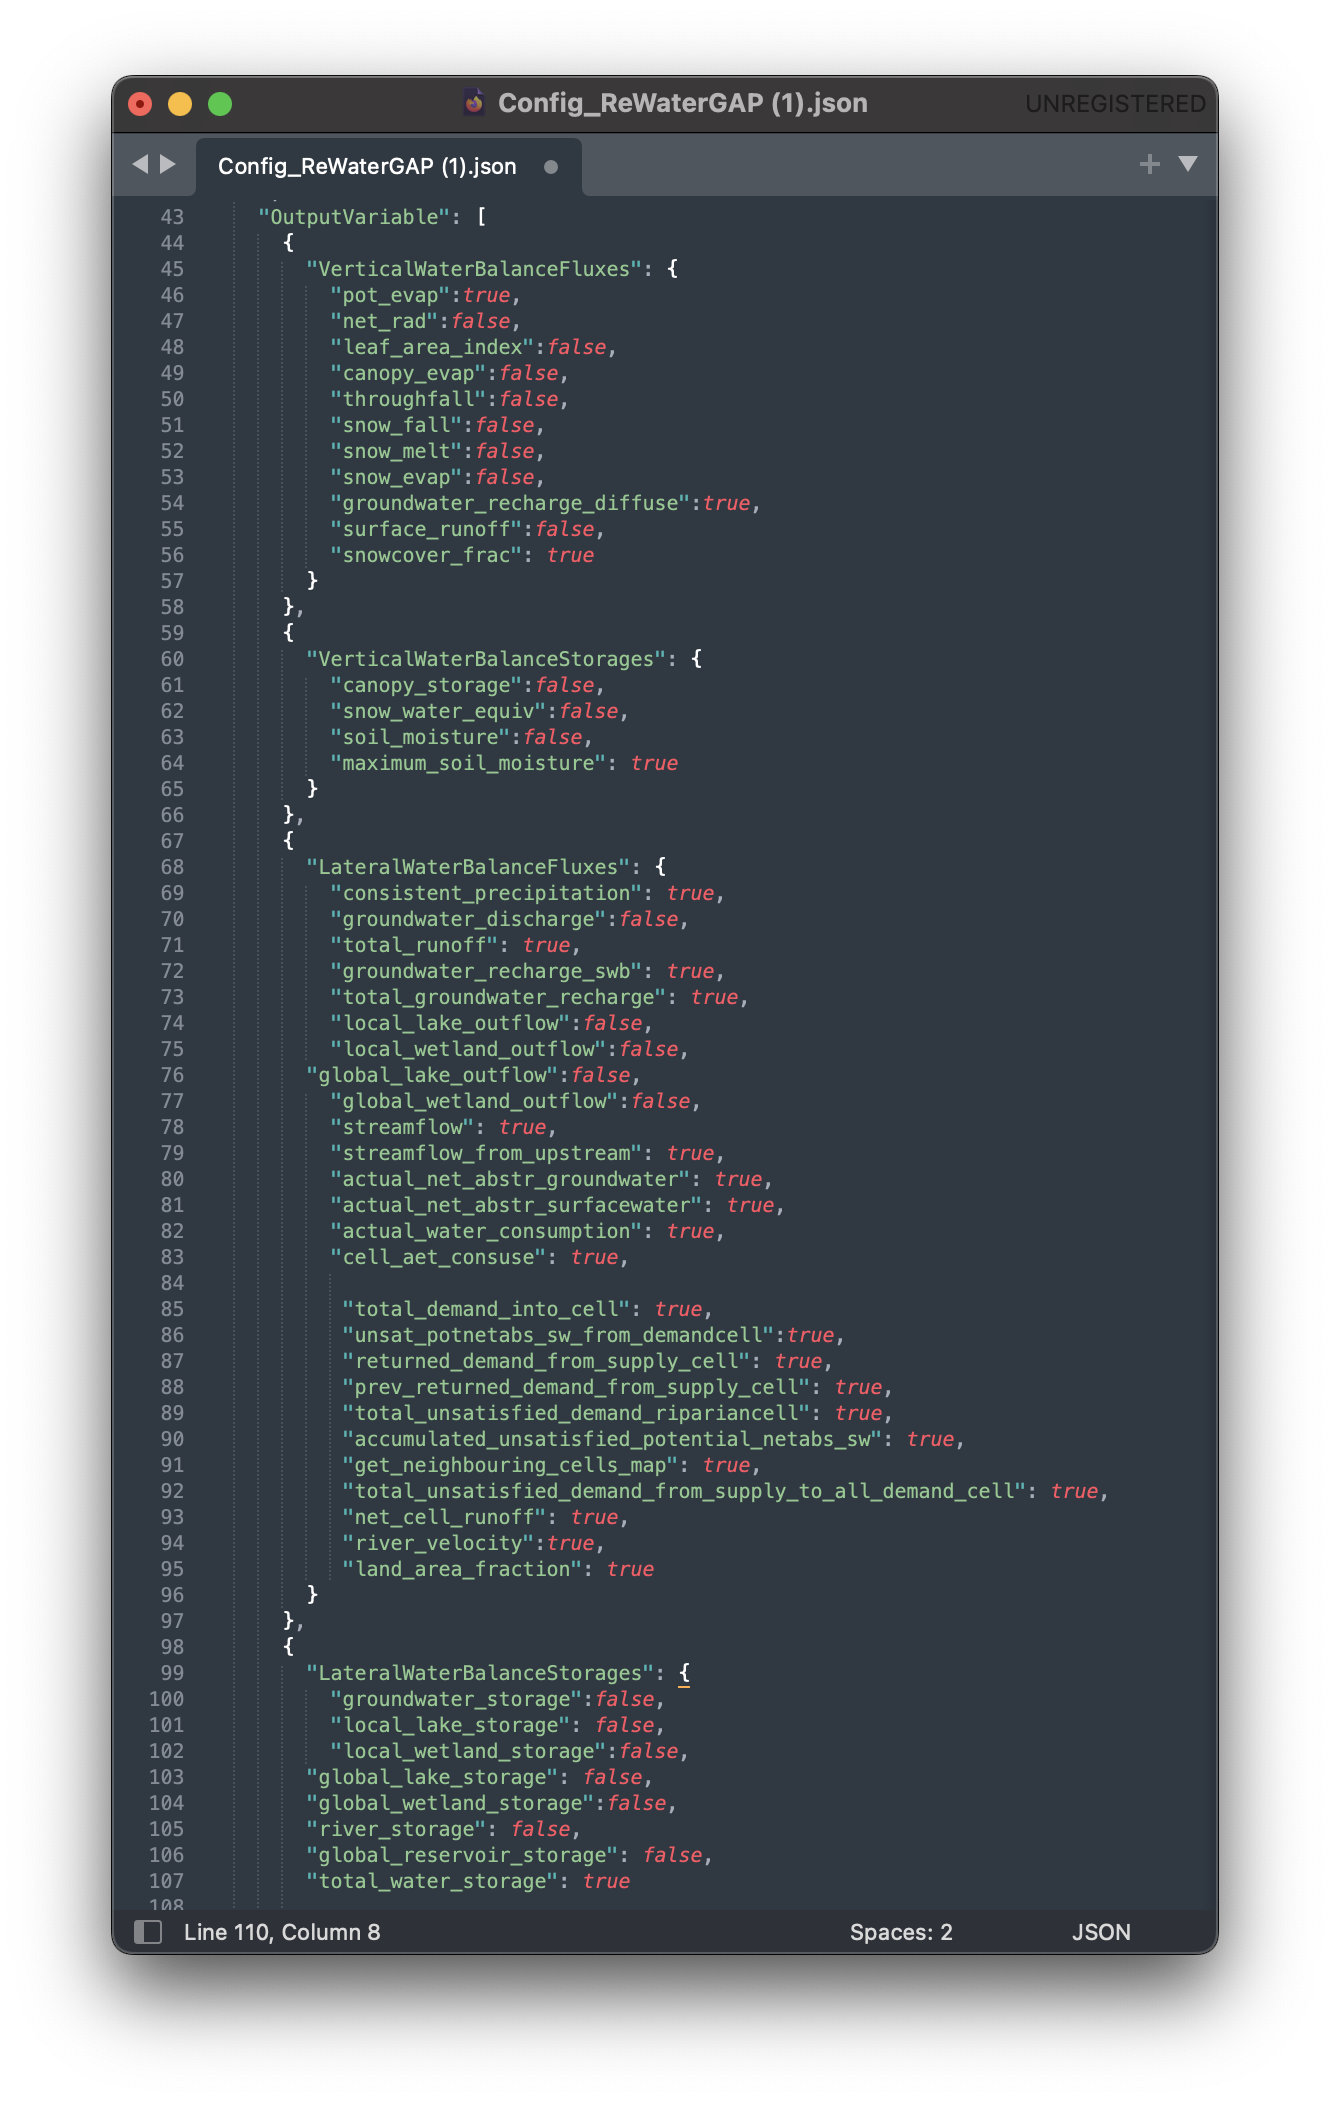 Config_ReWaterGAP (1).json
UNREGISTERED
Config_ReWaterGAP (1).json
43 "OutputVariable": [
44 {
45 "VerticalWaterBalanceFluxes": {
46 "pot_evap":true,
47 "net_rad":false,
48 "leaf_area_index":false,
49 "canopy_evap":false,
50 "throughfall":false,
51 "snow_fall":false,
52 "snow_melt":false,
53 "snow_evap":false,
54 "groundwater_recharge_diffuse":true,
55 "surface_runoff":false,
56 "snowcover_frac": true
57 }
58 },
59 {
60 "VerticalWaterBalanceStorages": {
61 "canopy_storage":false,
62 "snow_water_equiv":false,
63 "soil_moisture":false,
64 "maximum_soil_moisture": true
65 }
66 },
67 {
68 "LateralWaterBalanceFluxes": {
69 "consistent_precipitation": true,
70 "groundwater_discharge":false,
71 "total_runoff": true,
72 "groundwater_recharge_swb": true,
73 "total_groundwater_recharge": true,
74 "local_lake_outflow":false,
75 "local_wetland_outflow":false,
76 "global_lake_outflow":false,
77 "global_wetland_outflow":false,
78 "streamflow": true,
79 "streamflow_from_upstream": true,
80 "actual_net_abstr_groundwater": true,
81 "actual_net_abstr_surfacewater": true,
82 "actual_water_consumption": true,
83 "cell_aet_consuse": true,
84
85 "total_demand_into_cell": true,
86 "unsat_potnetabs_sw_from_demandcell":true,
87 "returned_demand_from_supply_cell": true,
88 "prev_returned_demand_from_supply_cell": true,
89 "total_unsatisfied_demand_ripariancell": true,
90 "accumulated_unsatisfied_potential_netabs_sw": true,
91 "get_neighbouring_cells_map": true,
92 "total_unsatisfied_demand_from_supply_to_all_demand_cell": true,
93 "net_cell_runoff": true,
94 "river_velocity":true,
95 "land_area_fraction": true
96 }
97 },
98 {
99 "LateralWaterBalanceStorages": {
100 "groundwater_storage":false,
101 "local_lake_storage": false,
102 "local_wetland_storage":false,
103 "global_lake_storage": false,
104 "global_wetland_storage":false,
105 "river_storage": false,
106 "global_reservoir_storage": false,
107 "total_water_storage": true
108
Line 110, Column 8
Spaces: 2
JSON